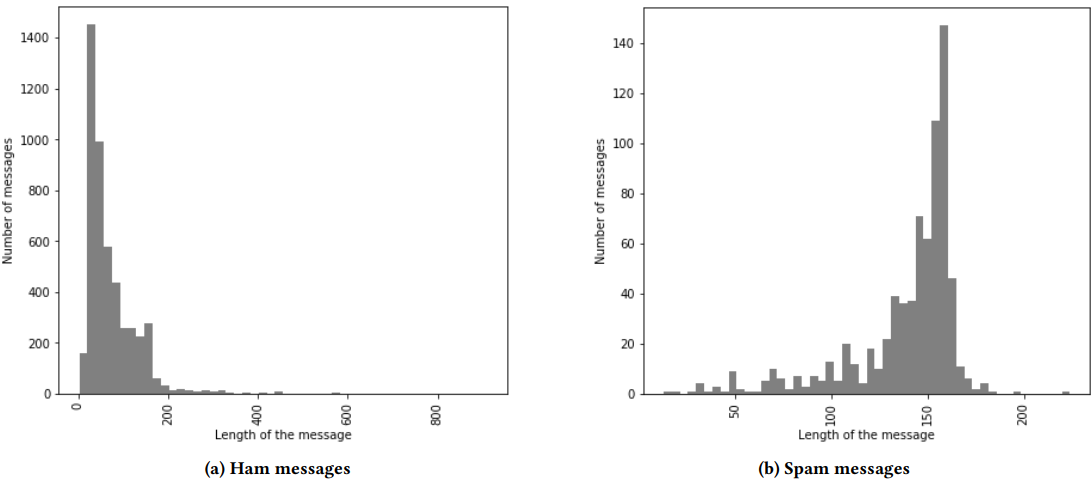 1400
1200
1000
800
600
400
200
0
Number of messages
0 200 400 600 800
Length of the message
(a) Ham messages
140
120
100
80
60
40
20
0
Number of messages
50 100 150 200
Length of the message
(b) Spam messages